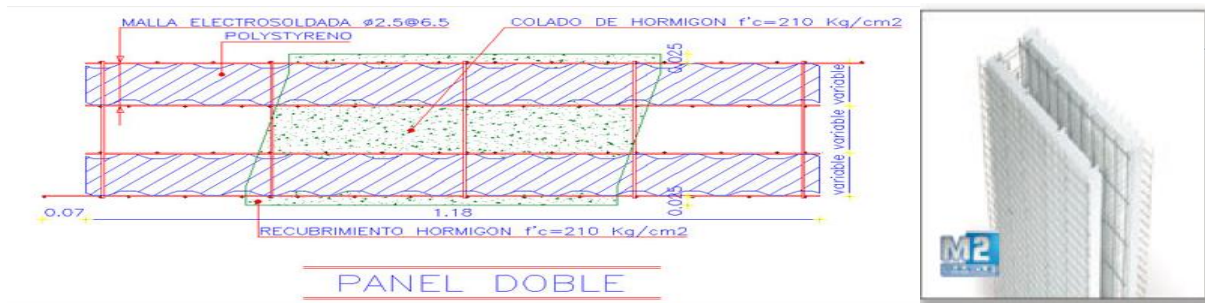 MALLA ELECTROSOLDADA ø2.5@6.5
POLYSTYRENO
COLADO DE HORMIGON f'c=210 Kg/cm2
0.025
variable
variable
variable
0.025
0.07
1.18
RECUBRIMIENTO HORMIGON f'c=210 Kg/cm2
PANEL DOBLE
M2